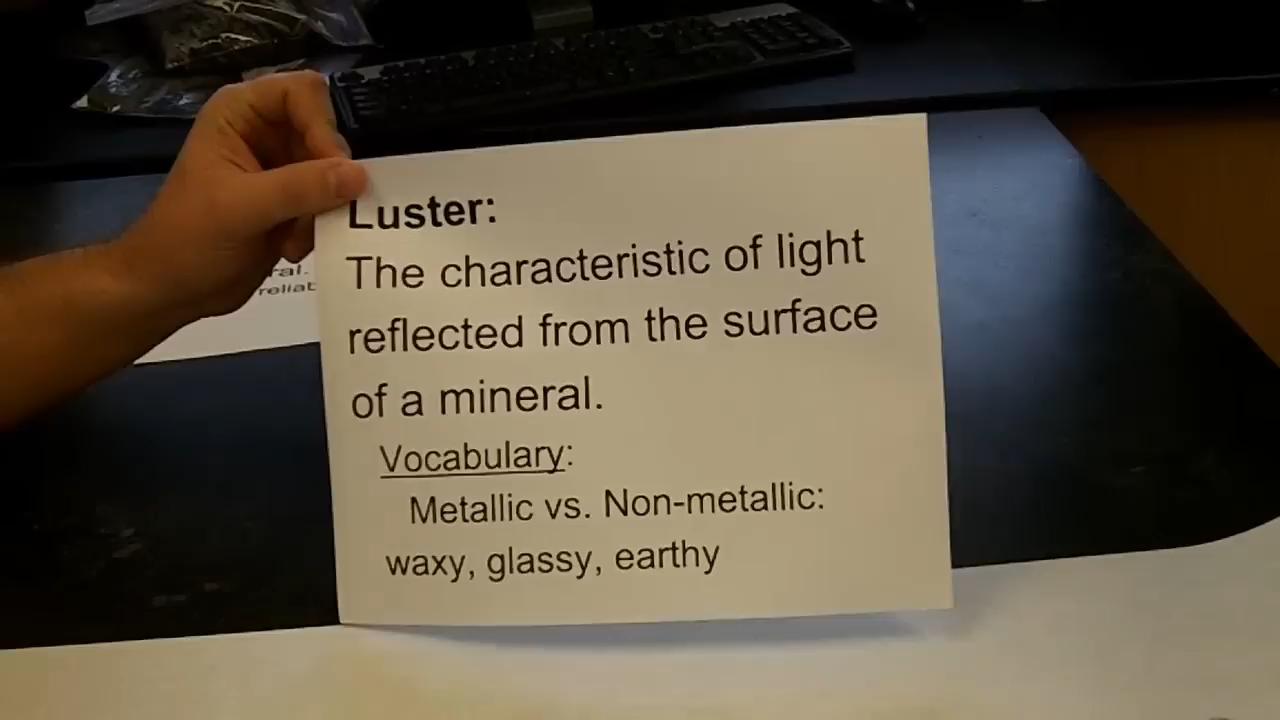 Luster:
The characteristic of light
reflected from the surface
of a mineral.
Vocabulary:
Metallic vs. Non-metallic:
waxy, glassy, earthy